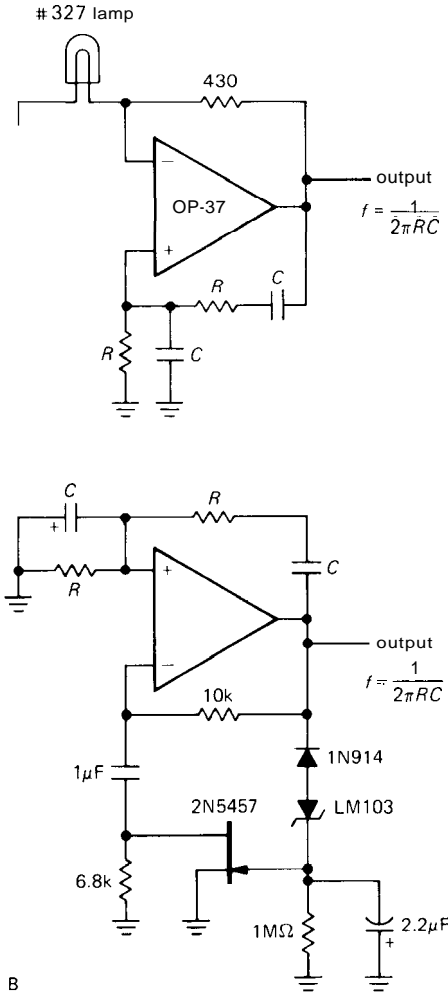 #327 lamp
430
−
OP-37
+
output
f = 1/2πRC
R
C
R
C
C
R
+
R
C
+
−
output
f = 1/2πRC
10k
1µF
1N914
2N5457
LM103
6.8k
1MΩ
2.2µF
+
B